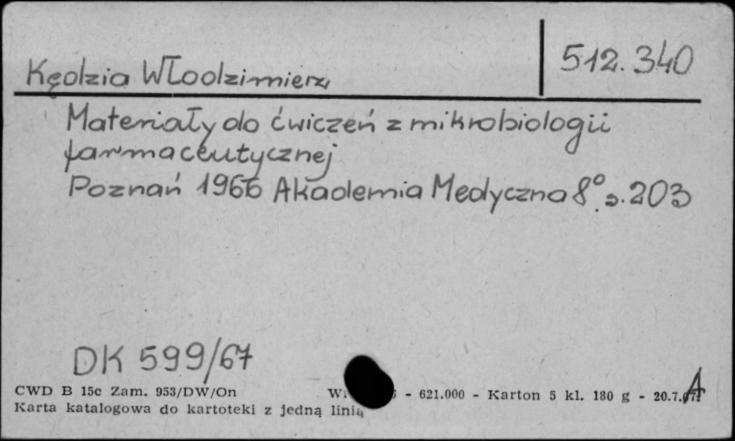 Kędzia Włodzimierz
512.340
Materiały do ćwiczeń z mikrobiologii
farmaceutycznej
Poznań 1966 Akademia Medyczna 8° s. 203
DK 599/67
A
CWD B 15c Zam. 953/DW/On - 621.000 - Karton 5 kl. 180 g - 20.7.
Karta katalogowa do kartoteki z jedną linią